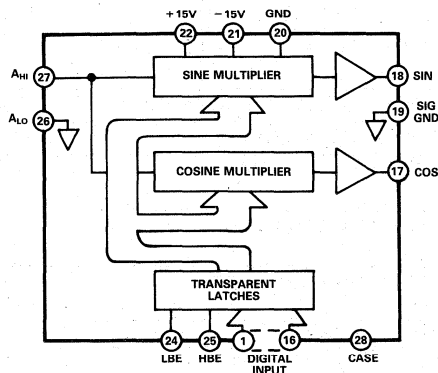 +15V -15V GND
22 21 20
A_HI 27 SINE MULTIPLIER 18 SIN
19 SIG GND
A_LO 26
COSINE MULTIPLIER 17 COS
TRANSPARENT
LATCHES
24 25 1 16 28
LBE HBE DIGITAL CASE
INPUT